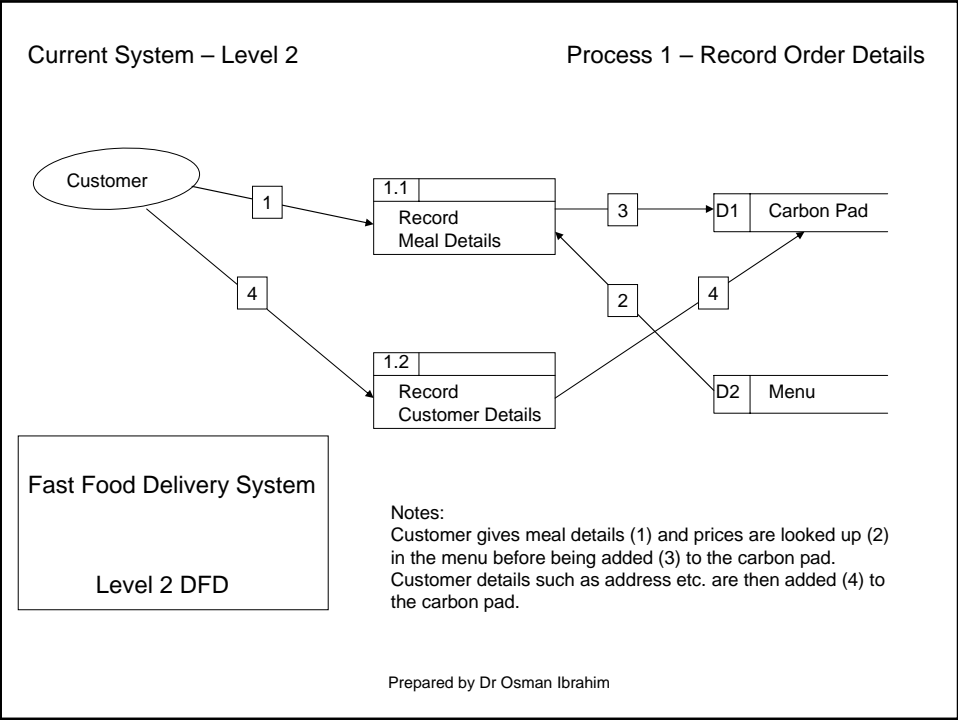 Current System – Level 2
Process 1 – Record Order Details
Customer
1
1.1
Record
Meal Details
3
D1
Carbon Pad
4
2
4
1.2
Record
Customer Details
D2
Menu
Fast Food Delivery System
Level 2 DFD
Notes:
Customer gives meal details (1) and prices are looked up (2)
in the menu before being added (3) to the carbon pad.
Customer details such as address etc. are then added (4) to
the carbon pad.
Prepared by Dr Osman Ibrahim